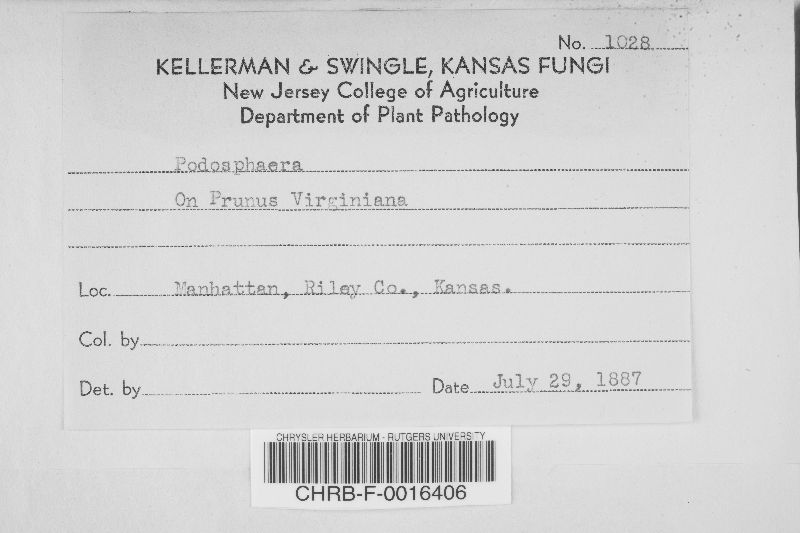 No. 1028
KELLERMAN & SWINGLE, KANSAS FUNGI
New Jersey College of Agriculture
Department of Plant Pathology
Podosphaera
On Prunus Virginiana
Loc. Manhattan, Riley Co., Kansas.
Col. by
Det. by Date July 29, 1887
CHRYSLER HERBARIUM - RUTGERS UNIVERSITY
CHRB-F-0016406